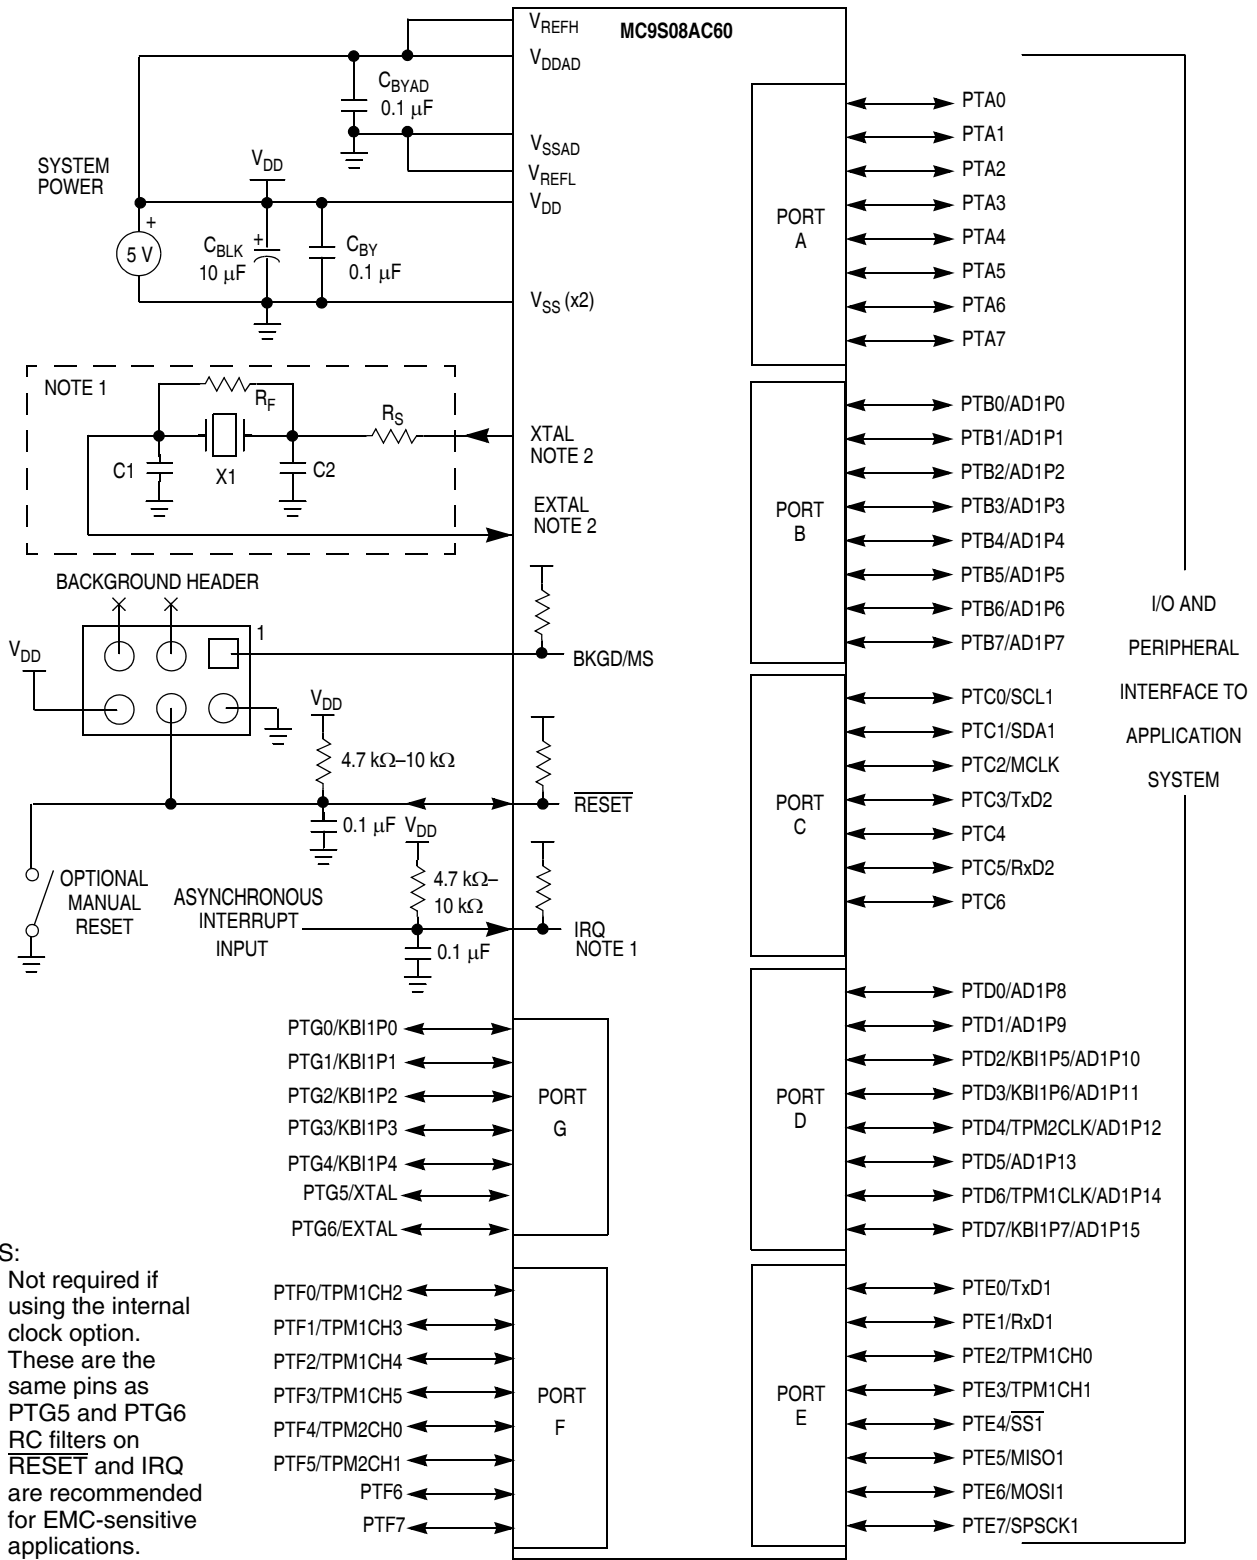 MC9S08AC60
VREFH
VDDAD
CBYAD
0.1 μF
VSSAD
VREFL
SYSTEM
POWER
VDD
VDD
+
5 V
CBLK
+
10 μF
CBY
0.1 μF
VSS (x2)
NOTE 1
RF
RS
C1
X1
C2
XTAL
NOTE 2
EXTAL
NOTE 2
BACKGROUND HEADER
VDD
1
BKGD/MS
VDD
4.7 kΩ–10 kΩ
RESET
0.1 μF
VDD
OPTIONAL
MANUAL
RESET
ASYNCHRONOUS
INTERRUPT
INPUT
4.7 kΩ–
10 kΩ
0.1 μF
IRQ
NOTE 1
PTG0/KBI1P0
PTG1/KBI1P1
PTG2/KBI1P2
PTG3/KBI1P3
PTG4/KBI1P4
PTG5/XTAL
PTG6/EXTAL
PORT
G
PTF0/TPM1CH2
PTF1/TPM1CH3
PTF2/TPM1CH4
PTF3/TPM1CH5
PTF4/TPM2CH0
PTF5/TPM2CH1
PTF6
PTF7
PORT
F
S:
Not required if
using the internal
clock option.
These are the
same pins as
PTG5 and PTG6
RC filters on
RESET and IRQ
are recommended
for EMC-sensitive
applications.
PORT
A
PTA0
PTA1
PTA2
PTA3
PTA4
PTA5
PTA6
PTA7
PORT
B
PTB0/AD1P0
PTB1/AD1P1
PTB2/AD1P2
PTB3/AD1P3
PTB4/AD1P4
PTB5/AD1P5
PTB6/AD1P6
PTB7/AD1P7
PORT
C
PTC0/SCL1
PTC1/SDA1
PTC2/MCLK
PTC3/TxD2
PTC4
PTC5/RxD2
PTC6
PORT
D
PTD0/AD1P8
PTD1/AD1P9
PTD2/KBI1P5/AD1P10
PTD3/KBI1P6/AD1P11
PTD4/TPM2CLK/AD1P12
PTD5/AD1P13
PTD6/TPM1CLK/AD1P14
PTD7/KBI1P7/AD1P15
PORT
E
PTE0/TxD1
PTE1/RxD1
PTE2/TPM1CH0
PTE3/TPM1CH1
PTE4/SS1
PTE5/MISO1
PTE6/MOSI1
PTE7/SPSCK1
I/O AND
PERIPHERAL
INTERFACE TO
APPLICATION
SYSTEM